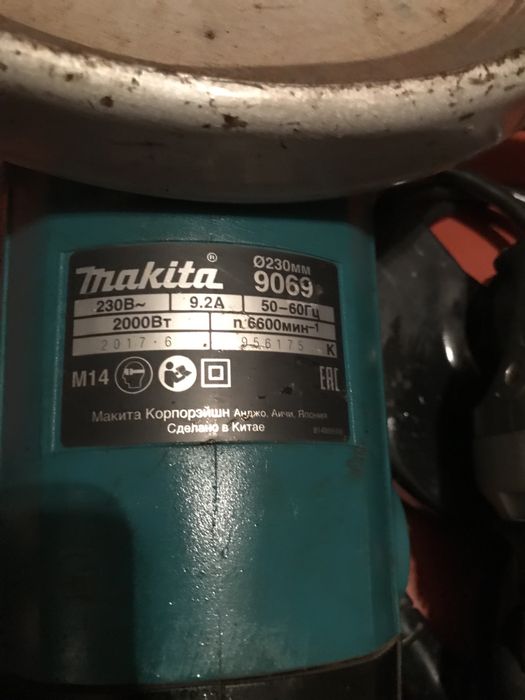 makita® Ø230мм
9069
230В~ 9.2А 50-60Гц
2000Вт n 6600мин⁻¹
2017·6 956175 K
M14 EAC
Макита Корпорэйшн Анджо, Аичи, Япония
Сделано в Китае